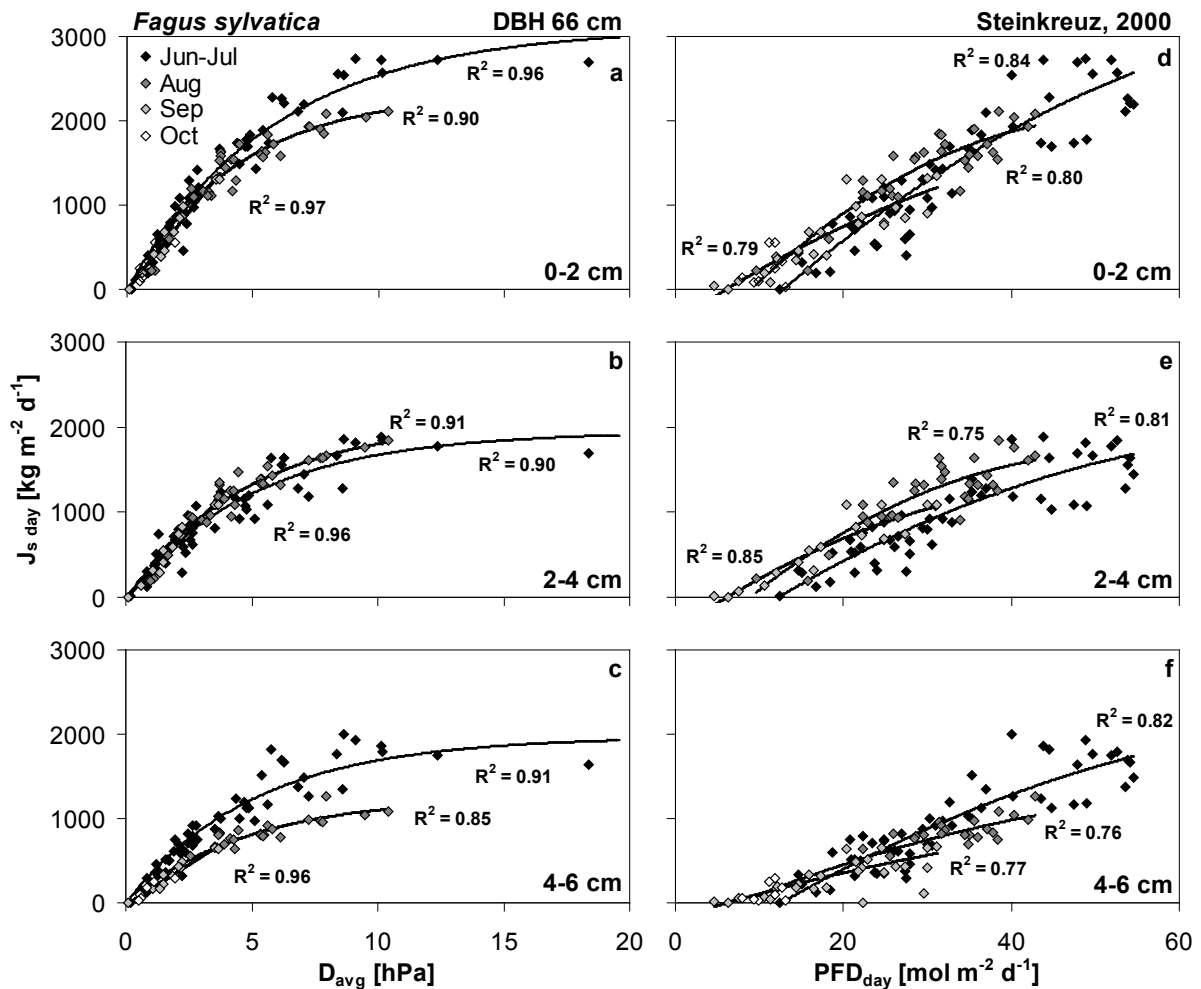 Fagus sylvatica DBH 66 cm
Steinkreuz, 2000
3000
2000
1000
0
Jun-Jul
Aug
Sep
Oct
a
R² = 0.96
R² = 0.90
R² = 0.97
0-2 cm
d
R² = 0.84
R² = 0.80
R² = 0.79
0-2 cm
3000
2000
1000
0
b
R² = 0.91
R² = 0.90
R² = 0.96
2-4 cm
e
R² = 0.81
R² = 0.75
R² = 0.85
2-4 cm
J_s day [kg m⁻² d⁻¹]
3000
2000
1000
0
c
R² = 0.91
R² = 0.85
R² = 0.96
4-6 cm
f
R² = 0.82
R² = 0.76
R² = 0.77
4-6 cm
0 5 10 15 20
0 20 40 60
D_avg [hPa]
PFD_day [mol m⁻² d⁻¹]